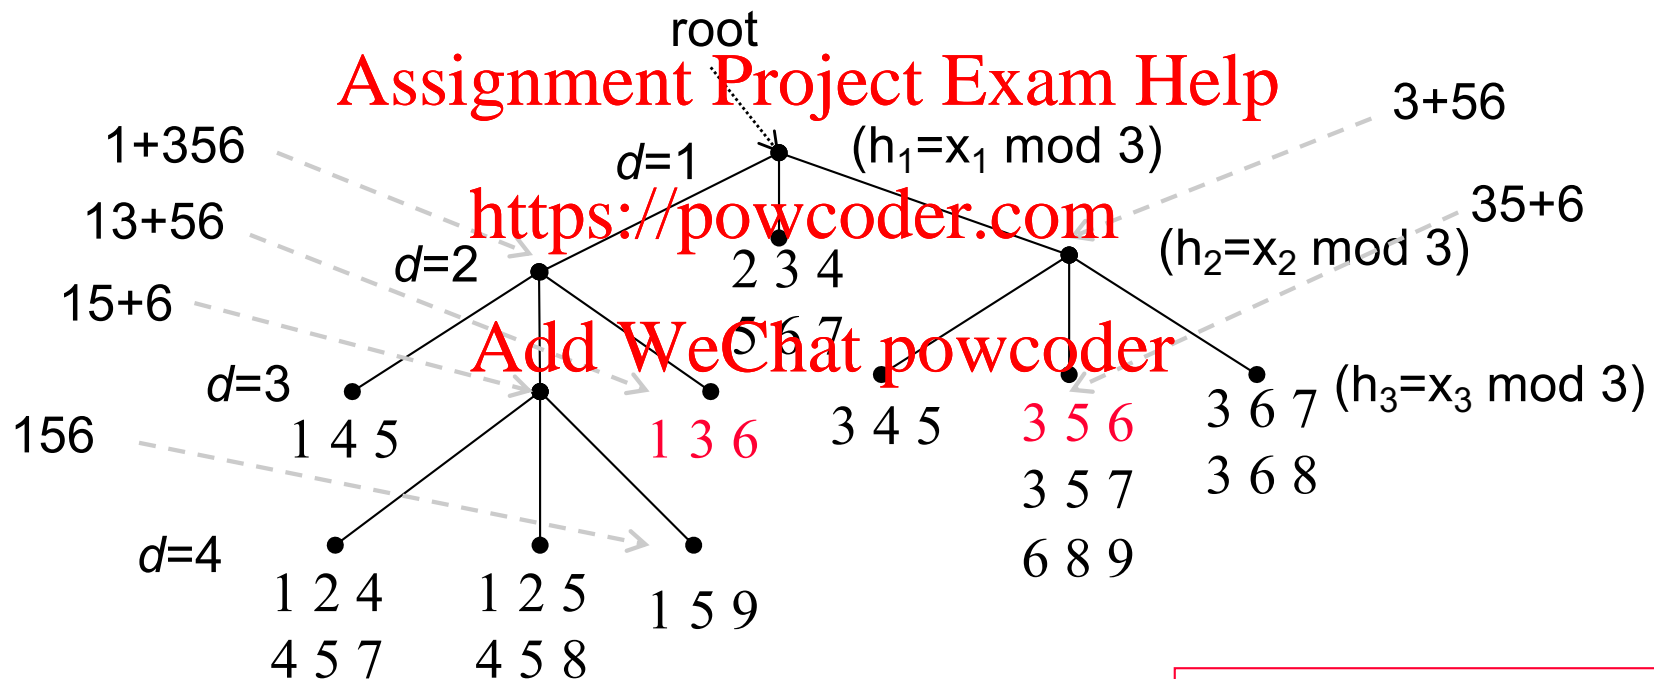 root
Assignment Project Exam Help
3+56
1+356
d=1
(h₁=x₁ mod 3)
https://powcoder.com
35+6
13+56
d=2
2 3 4
(h₂=x₂ mod 3)
15+6
5 6 7
Add WeChat powcoder
d=3
(h₃=x₃ mod 3)
156
1 4 5
1 3 6
3 4 5
3 5 6
3 6 7
3 5 7
3 6 8
6 8 9
d=4
1 2 4
1 2 5
1 5 9
4 5 7
4 5 8